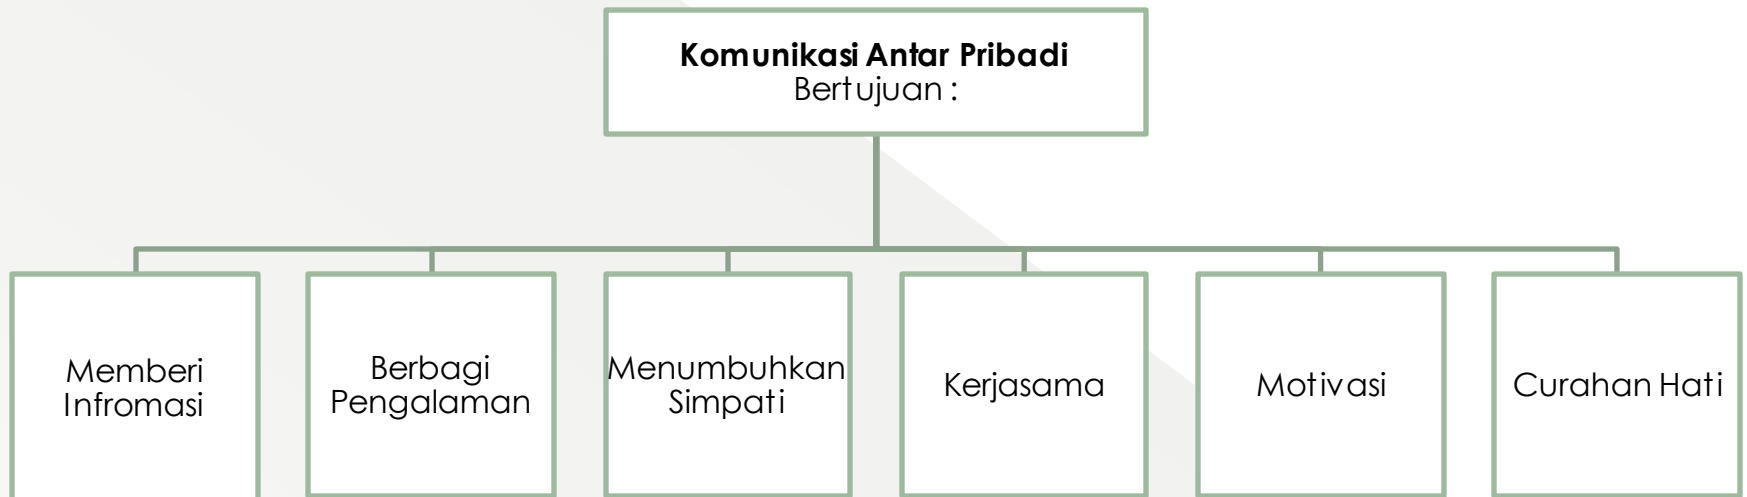 Komunikasi Antar Pribadi
Bertujuan :
Memberi
Infromasi
Berbagi
Pengalaman
Menumbuhkan
Simpati
Kerjasama
Motivasi
Curahan Hati